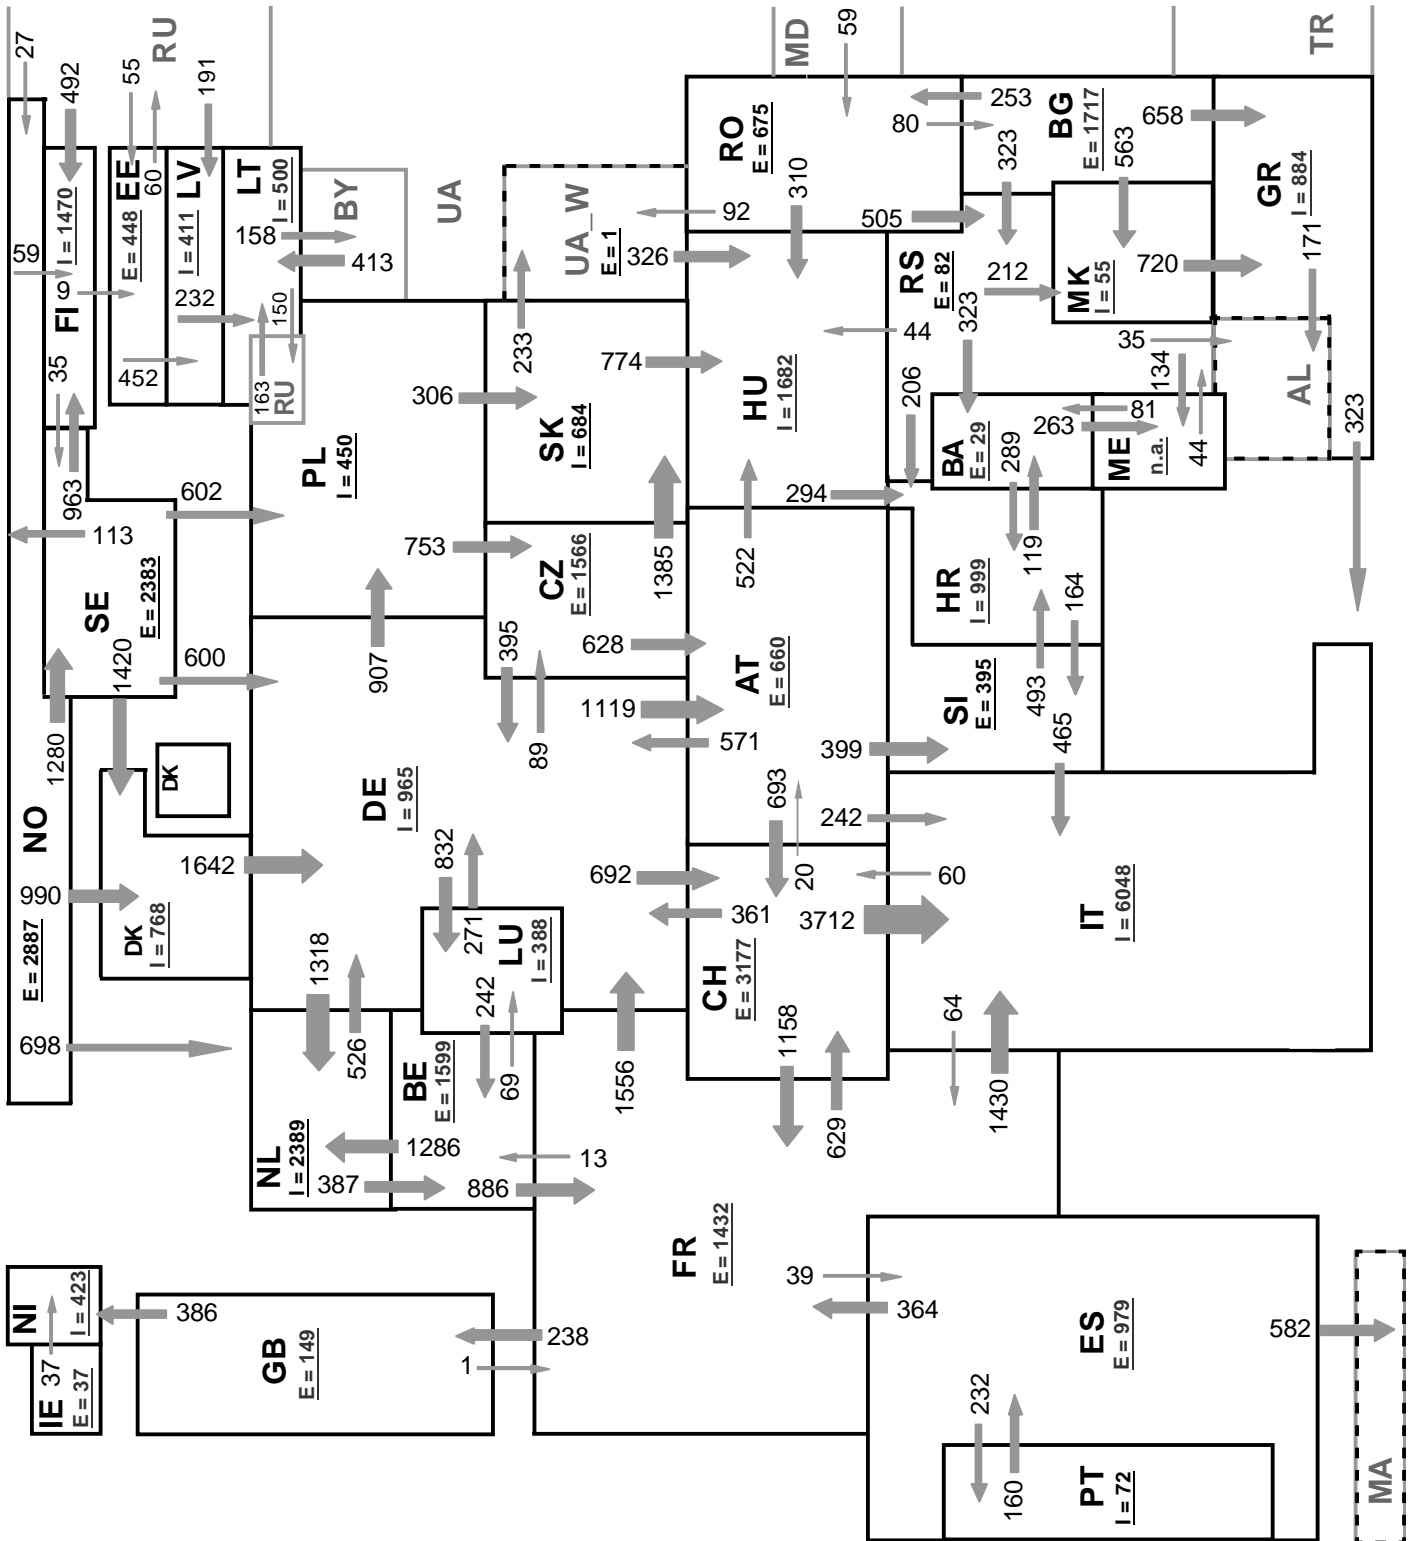 27
59
492
FI
I = 1470
9
35
963
55
60
EE
E = 448
452
RU
191
LV
I = 411
232
LT
I = 500
158
413
150
163
RU
BY
UA
UA_W
E = 1
MD
59
RO
E = 675
310
92
326
80
253
505
BG
E = 1717
323
563
658
TR
GR
I = 884
171
323
AL
RS
E = 82
212
323
206
44
MK
I = 55
720
35
134
44
ME
n.a.
81
263
BA
E = 29
289
119
HR
I = 999
164
493
294
HU
I = 1682
774
522
233
SK
I = 684
306
1385
CZ
E = 1566
753
395
89
628
PL
I = 450
602
907
113
SE
E = 2383
1420
600
1280
NO
E = 2887
990
698
DK
DK
I = 768
1642
DE
I = 965
1119
571
AT
E = 660
399
242
693
20
SI
E = 395
465
IT
I = 6048
60
3712
64
1430
692
361
CH
E = 3177
1158
629
832
271
LU
I = 388
242
69
1318
526
NL
I = 2389
387
1286
BE
E = 1599
886
13
1556
FR
E = 1432
39
364
ES
E = 979
582
MA
232
160
PT
I = 72
NI
I = 423
IE
E = 37
37
386
GB
E = 149
238
1